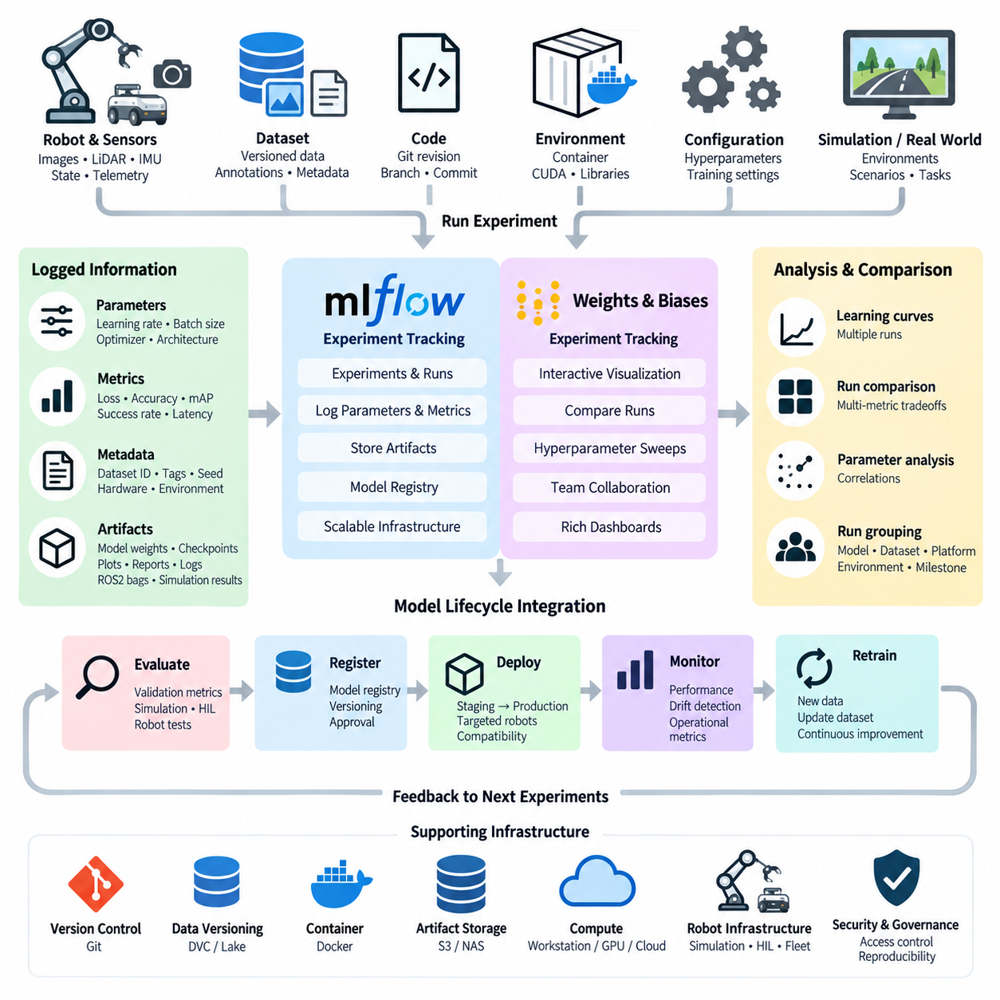 Robot & Sensors
Images • LiDAR • IMU
State • Telemetry
Dataset
Versioned data
Annotations • Metadata
Code
Git revision
Branch • Commit
Environment
Container
CUDA • Libraries
Configuration
Hyperparameters
Training settings
Simulation / Real World
Environments
Scenarios • Tasks
Run Experiment
Logged Information
Parameters
Learning rate • Batch size
Optimizer • Architecture
Metrics
Loss • Accuracy • mAP
Success rate • Latency
Metadata
Dataset ID • Tags • Seed
Hardware • Environment
Artifacts
Model weights • Checkpoints
Plots • Reports • Logs
ROS2 bags • Simulation results
mlflow
Experiment Tracking
Experiments & Runs
Log Parameters & Metrics
Store Artifacts
Model Registry
Scalable Infrastructure
Weights & Biases
Experiment Tracking
Interactive Visualization
Compare Runs
Hyperparameter Sweeps
Team Collaboration
Rich Dashboards
Analysis & Comparison
Learning curves
Multiple runs
Run comparison
Multi-metric tradeoffs
Parameter analysis
Correlations
Run grouping
Model • Dataset • Platform
Environment • Milestone
Model Lifecycle Integration
Evaluate
Validation metrics
Simulation • HIL
Robot tests
Register
Model registry
Versioning
Approval
Deploy
Staging → Production
Targeted robots
Compatibility
Monitor
Performance
Drift detection
Operational
metrics
Retrain
New data
Update dataset
Continuous improvement
Feedback to Next Experiments
Supporting Infrastructure
Version Control
Git
Data Versioning
DVC / Lake
Container
Docker
Artifact Storage
S3 / NAS
Compute
Workstation / GPU / Cloud
Robot Infrastructure
Simulation • HIL • Fleet
Security & Governance
Access control
Reproducibility